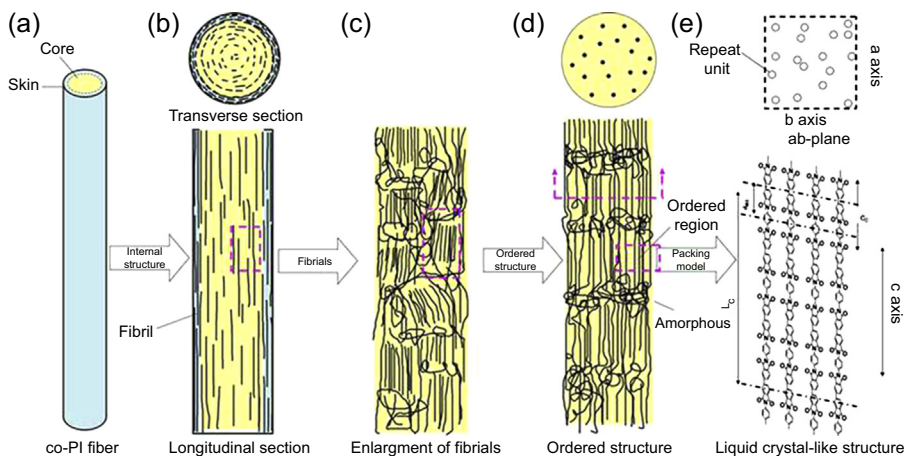 (a)
Core
Skin
co-PI fiber
Internal
structure
(b)
Transverse section
Fibril
Longitudinal section
Fibrials
(c)
Enlargment of fibrials
Ordered
structure
(d)
Ordered
region
Amorphous
Ordered structure
Packing
model
(e)
Repeat
unit
a axis
b axis
ab-plane
L_C
c axis
Liquid crystal-like structure